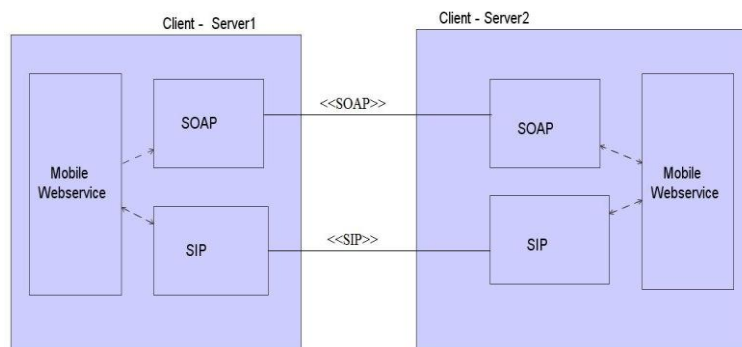 Client - Server1
Client - Server2
SOAP
<<SOAP>>
SOAP
Mobile
Webservice
Mobile
Webservice
SIP
<<SIP>>
SIP